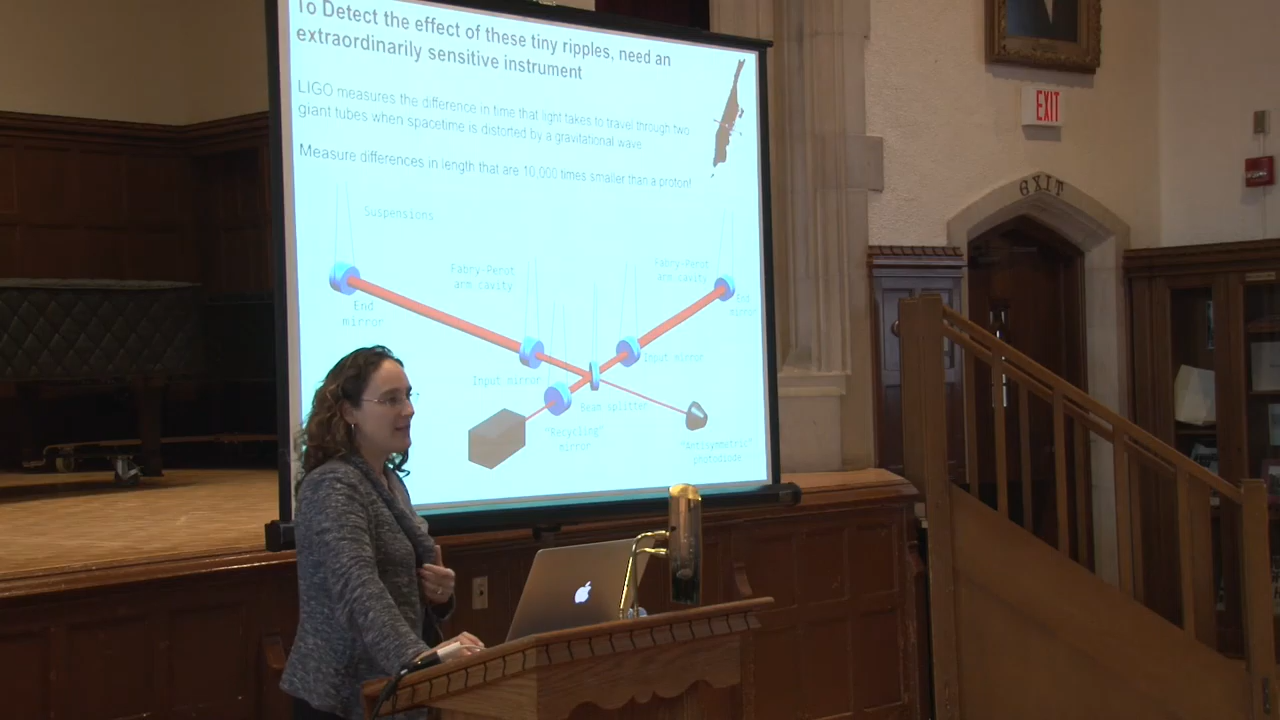 To Detect the effect of these tiny ripples, need an
extraordinarily sensitive instrument
LIGO measures the difference in time that light takes to travel through two
giant tubes when spacetime is distorted by a gravitational wave
Measure differences in length that are 10,000 times smaller than a proton!
Suspensions
Fabry-Perot
arm cavity
Fabry-Perot
arm cavity
End
mirror
End
mirror
Input mirror
Input mirror
Beam splitter
"Recycling"
mirror
"Antisymmetric"
photodiode
EXIT
EXIT